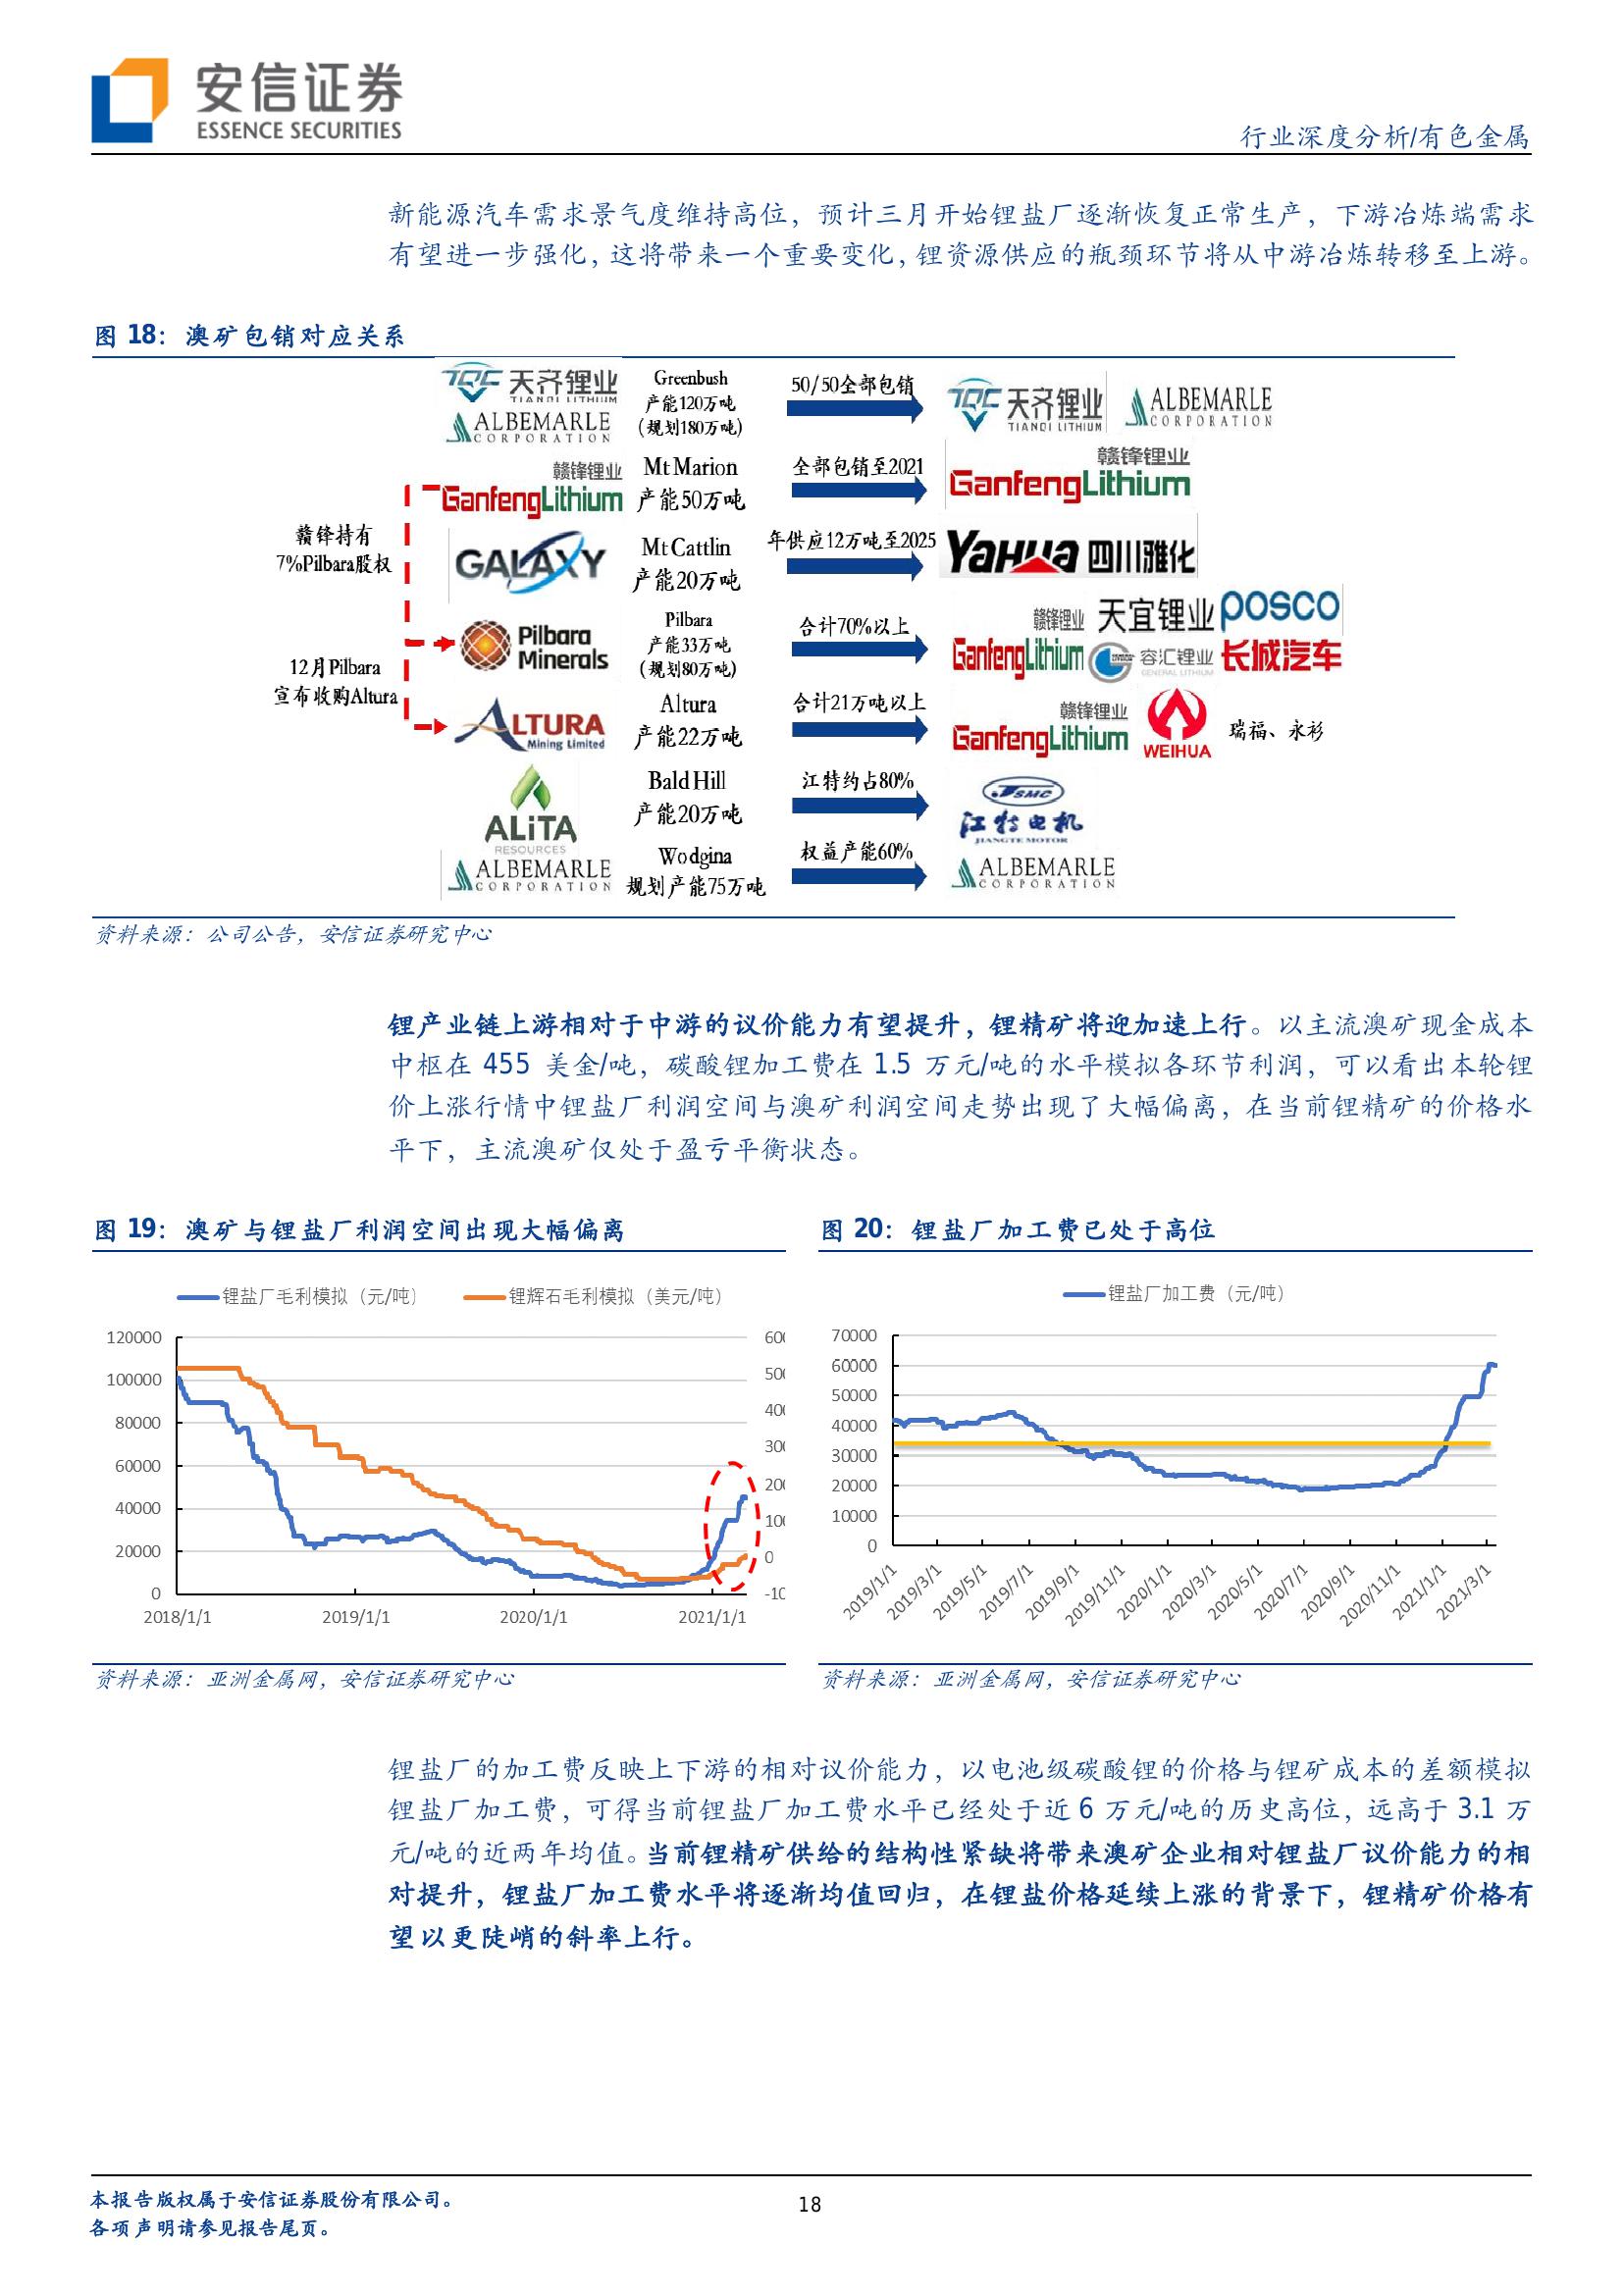 安信证券
ESSENCE SECURITIES
行业深度分析/有色金属
新能源汽车需求景气度维持高位，预计三月开始锂盐厂逐渐恢复正常生产，下游冶炼端需求
有望进一步强化，这将带来一个重要变化，锂资源供应的瓶颈环节将从中游冶炼转移至上游。
图 18：澳矿包销对应关系
天齐锂业
TIANQI LITHIUM
ALBEMARLE
CORPORATION
Greenbush
产能120万吨
(规划180万吨)
50/50全部包销
天齐锂业
TIANQI LITHIUM
ALBEMARLE
CORPORATION
赣锋锂业
GanfengLithium
Mt Marion
产能50万吨
全部包销至2021
赣锋锂业
GanfengLithium
赣锋持有
7%Pilbara股权
GALAXY
Mt Cattlin
产能20万吨
年供应12万吨至2025
YaHua 四川雅化
Pilbara
Minerals
Pilbara
产能33万吨
(规划80万吨)
合计70%以上
赣锋锂业
GanfengLithium
天宜锂业
posco
容汇锂业
GENERAL LITHIUM
长城汽车
12月Pilbara
宣布收购Altura
ALTURA
Mining Limited
Altura
产能22万吨
合计21万吨以上
赣锋锂业
GanfengLithium
WEIHUA
瑞福、永杉
ALiTA
RESOURCES
Bald Hill
产能20万吨
江特约占80%
JSMC
江特电机
JIANGTE MOTOR
ALBEMARLE
CORPORATION
Wodgina
规划产能75万吨
权益产能60%
ALBEMARLE
CORPORATION
资料来源：公司公告，安信证券研究中心
锂产业链上游相对于中游的议价能力有望提升，锂精矿将迎加速上行。以主流澳矿现金成本
中枢在 455 美金/吨，碳酸锂加工费在 1.5 万元/吨的水平模拟各环节利润，可以看出本轮锂
价上涨行情中锂盐厂利润空间与澳矿利润空间走势出现了大幅偏离，在当前锂精矿的价格水
平下，主流澳矿仅处于盈亏平衡状态。
图 19：澳矿与锂盐厂利润空间出现大幅偏离
锂盐厂毛利模拟（元/吨）
锂辉石毛利模拟（美元/吨）
120000
100000
80000
60000
40000
20000
0
600
500
400
300
200
100
0
-10
2018/1/1
2019/1/1
2020/1/1
2021/1/1
资料来源：亚洲金属网，安信证券研究中心
图 20：锂盐厂加工费已处于高位
锂盐厂加工费（元/吨）
70000
60000
50000
40000
30000
20000
10000
0
2019/1/1
2019/3/1
2019/5/1
2019/7/1
2019/9/1
2019/11/1
2020/1/1
2020/3/1
2020/5/1
2020/7/1
2020/9/1
2020/11/1
2021/1/1
2021/3/1
资料来源：亚洲金属网，安信证券研究中心
锂盐厂的加工费反映上下游的相对议价能力，以电池级碳酸锂的价格与锂矿成本的差额模拟
锂盐厂加工费，可得当前锂盐厂加工费水平已经处于近 6 万元/吨的历史高位，远高于 3.1 万
元/吨的近两年均值。当前锂精矿供给的结构性紧缺将带来澳矿企业相对锂盐厂议价能力的相
对提升，锂盐厂加工费水平将逐渐均值回归，在锂盐价格延续上涨的背景下，锂精矿价格有
望以更陡峭的斜率上行。
本报告版权属于安信证券股份有限公司。
各项声明请参见报告尾页。
18